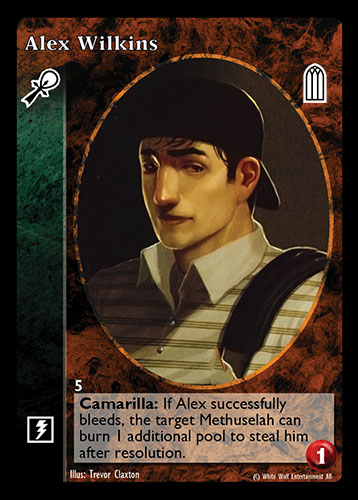 Alex Wilkins
5
Camarilla: If Alex successfully
bleeds, the target Methuselah can
burn 1 additional pool to steal him
after resolution.
1
Illus: Trevor Claxton
(C) White Wolf Entertainment AB